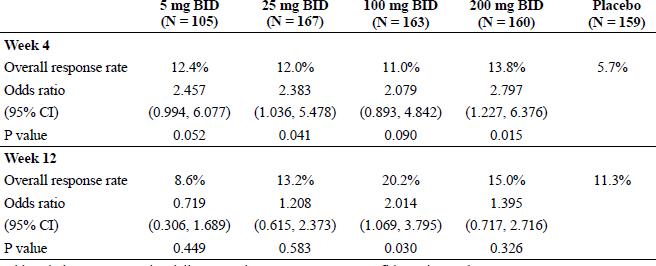 5 mg BID 25 mg BID 100 mg BID 200 mg BID Placebo
(N = 105) (N = 167) (N = 163) (N = 160) (N = 159)
Week 4
Overall response rate 12.4% 12.0% 11.0% 13.8% 5.7%
Odds ratio 2.457 2.383 2.079 2.797
(95% CI) (0.994, 6.077) (1.036, 5.478) (0.893, 4.842) (1.227, 6.376)
P value 0.052 0.041 0.090 0.015
Week 12
Overall response rate 8.6% 13.2% 20.2% 15.0% 11.3%
Odds ratio 0.719 1.208 2.014 1.395
(95% CI) (0.306, 1.689) (0.615, 2.373) (1.069, 3.795) (0.717, 2.716)
P value 0.449 0.583 0.030 0.326